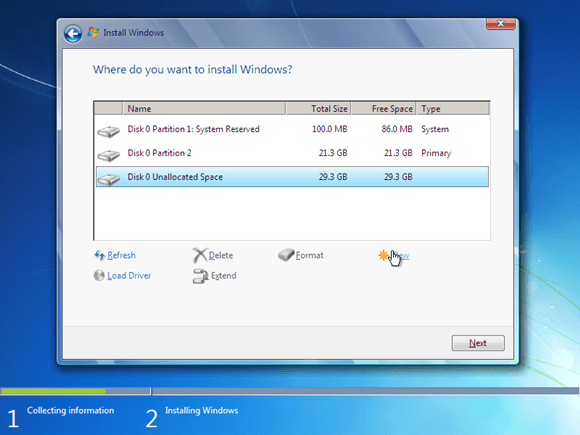 Install Windows
Where do you want to install Windows?
Name Total Size Free Space Type
Disk 0 Partition 1: System Reserved 100.0 MB 86.0 MB System
Disk 0 Partition 2 21.3 GB 21.3 GB Primary
Disk 0 Unallocated Space 29.3 GB 29.3 GB
Refresh Delete Format
Load Driver Extend
Next
1 Collecting information 2 Installing Windows